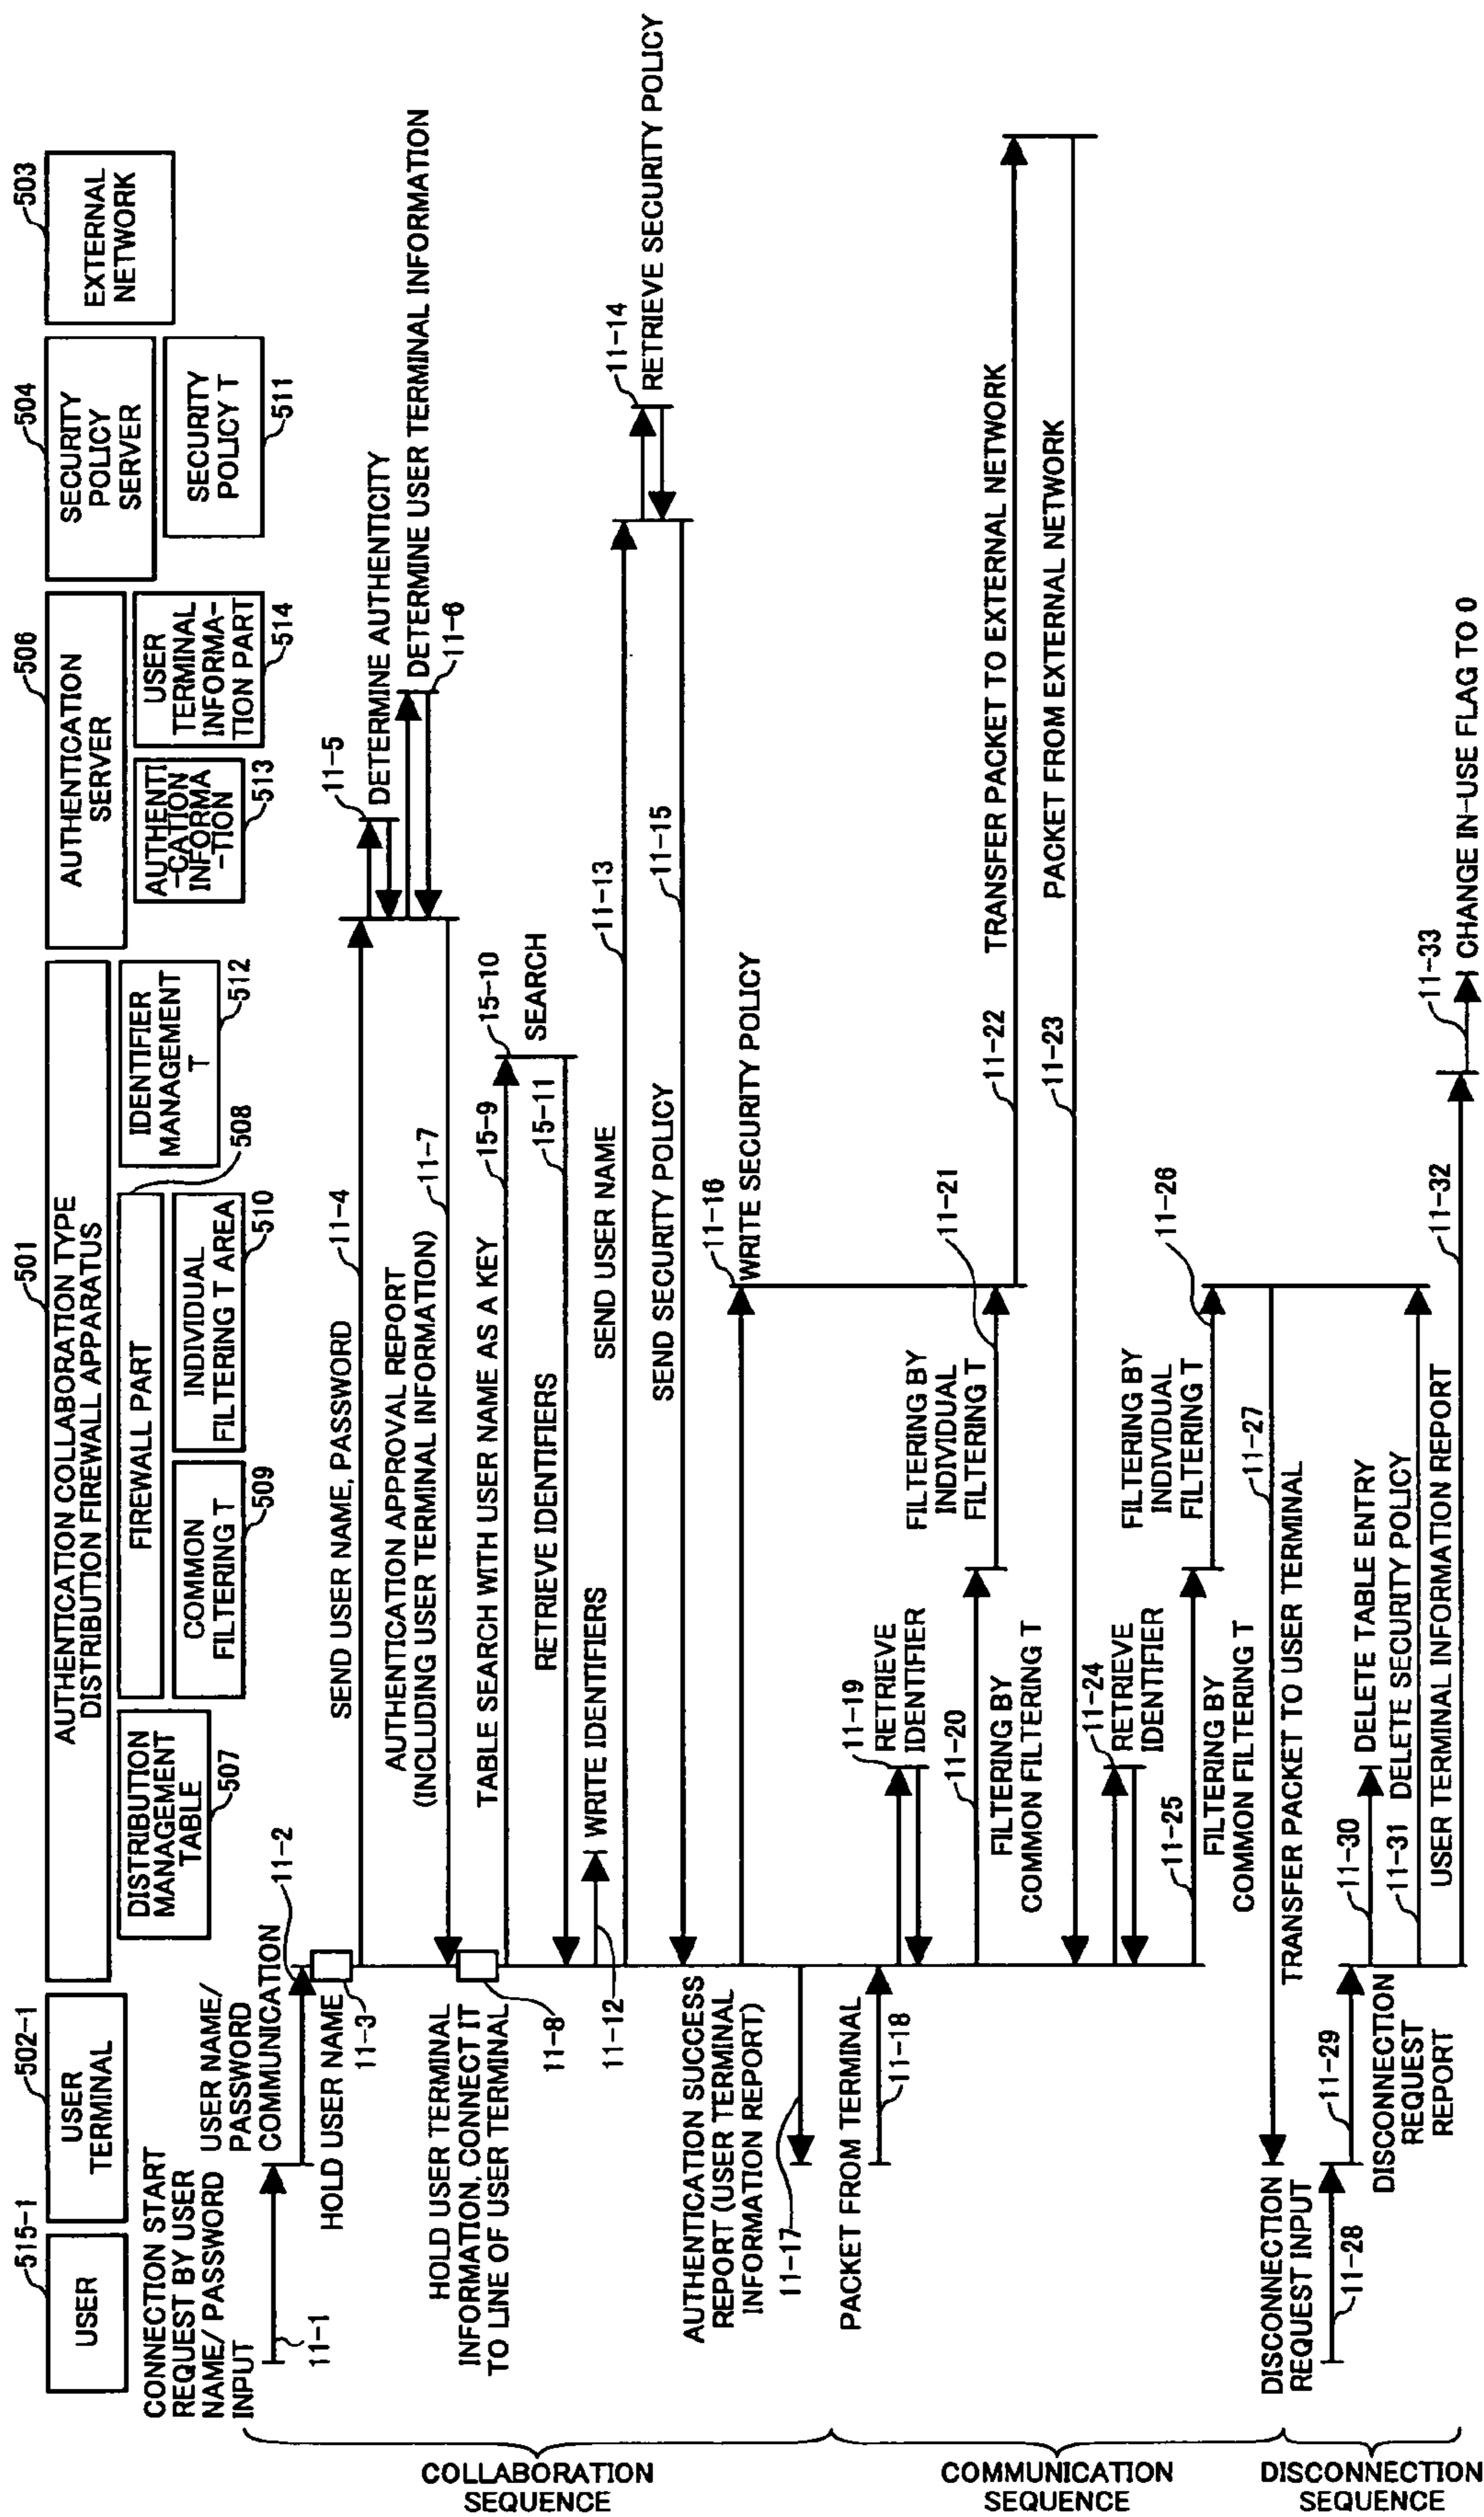 515-1
USER
502-1
USER
TERMINAL
501
AUTHENTICATION COLLABORATION TYPE
DISTRIBUTION FIREWALL APPARATUS
DISTRIBUTION
MANAGEMENT
TABLE
507
FIREWALL PART
508
COMMON
FILTERING T
509
INDIVIDUAL
FILTERING T AREA
510
IDENTIFIER
MANAGEMENT
T
512
506
AUTHENTICATION
SERVER
AUTHENTI
-CATION
INFORMA
-TION
513
USER
TERMINAL
INFORMA-
TION PART
514
504
SECURITY
POLICY
SERVER
SECURITY
POLICY T
511
503
EXTERNAL
NETWORK
CONNECTION START
REQUEST BY USER
NAME/ PASSWORD
INPUT
11-1
USER NAME/
PASSWORD
COMMUNICATION
11-2
HOLD USER NAME
11-3
SEND USER NAME, PASSWORD
11-4
11-5
DETERMINE AUTHENTICITY
DETERMINE USER TERMINAL INFORMATION
11-6
AUTHENTICATION APPROVAL REPORT
(INCLUDING USER TERMINAL INFORMATION)
11-7
HOLD USER TERMINAL
INFORMATION, CONNECT IT
TO LINE OF USER TERMINAL
11-8
TABLE SEARCH WITH USER NAME AS A KEY
15-9
15-10
SEARCH
RETRIEVE IDENTIFIERS
15-11
WRITE IDENTIFIERS
11-12
SEND USER NAME
11-13
11-14
RETRIEVE SECURITY POLICY
SEND SECURITY POLICY
11-15
11-16
WRITE SECURITY POLICY
AUTHENTICATION SUCCESS
REPORT (USER TERMINAL
INFORMATION REPORT)
11-17
PACKET FROM TERMINAL
11-18
11-19
RETRIEVE
IDENTIFIER
11-20
FILTERING BY
COMMON FILTERING T
FILTERING BY
INDIVIDUAL
FILTERING T
11-21
11-22
TRANSFER PACKET TO EXTERNAL NETWORK
11-23
PACKET FROM EXTERNAL NETWORK
11-24
RETRIEVE
IDENTIFIER
11-25
FILTERING BY
COMMON FILTERING T
FILTERING BY
INDIVIDUAL
FILTERING T
11-26
11-27
TRANSFER PACKET TO USER TERMINAL
DISCONNECTION
REQUEST INPUT
11-28
11-29
DISCONNECTION
REQUEST
REPORT
11-30
DELETE TABLE ENTRY
11-31
DELETE SECURITY POLICY
USER TERMINAL INFORMATION REPORT
11-32
11-33
CHANGE IN-USE FLAG TO 0
COLLABORATION
SEQUENCE
COMMUNICATION
SEQUENCE
DISCONNECTION
SEQUENCE